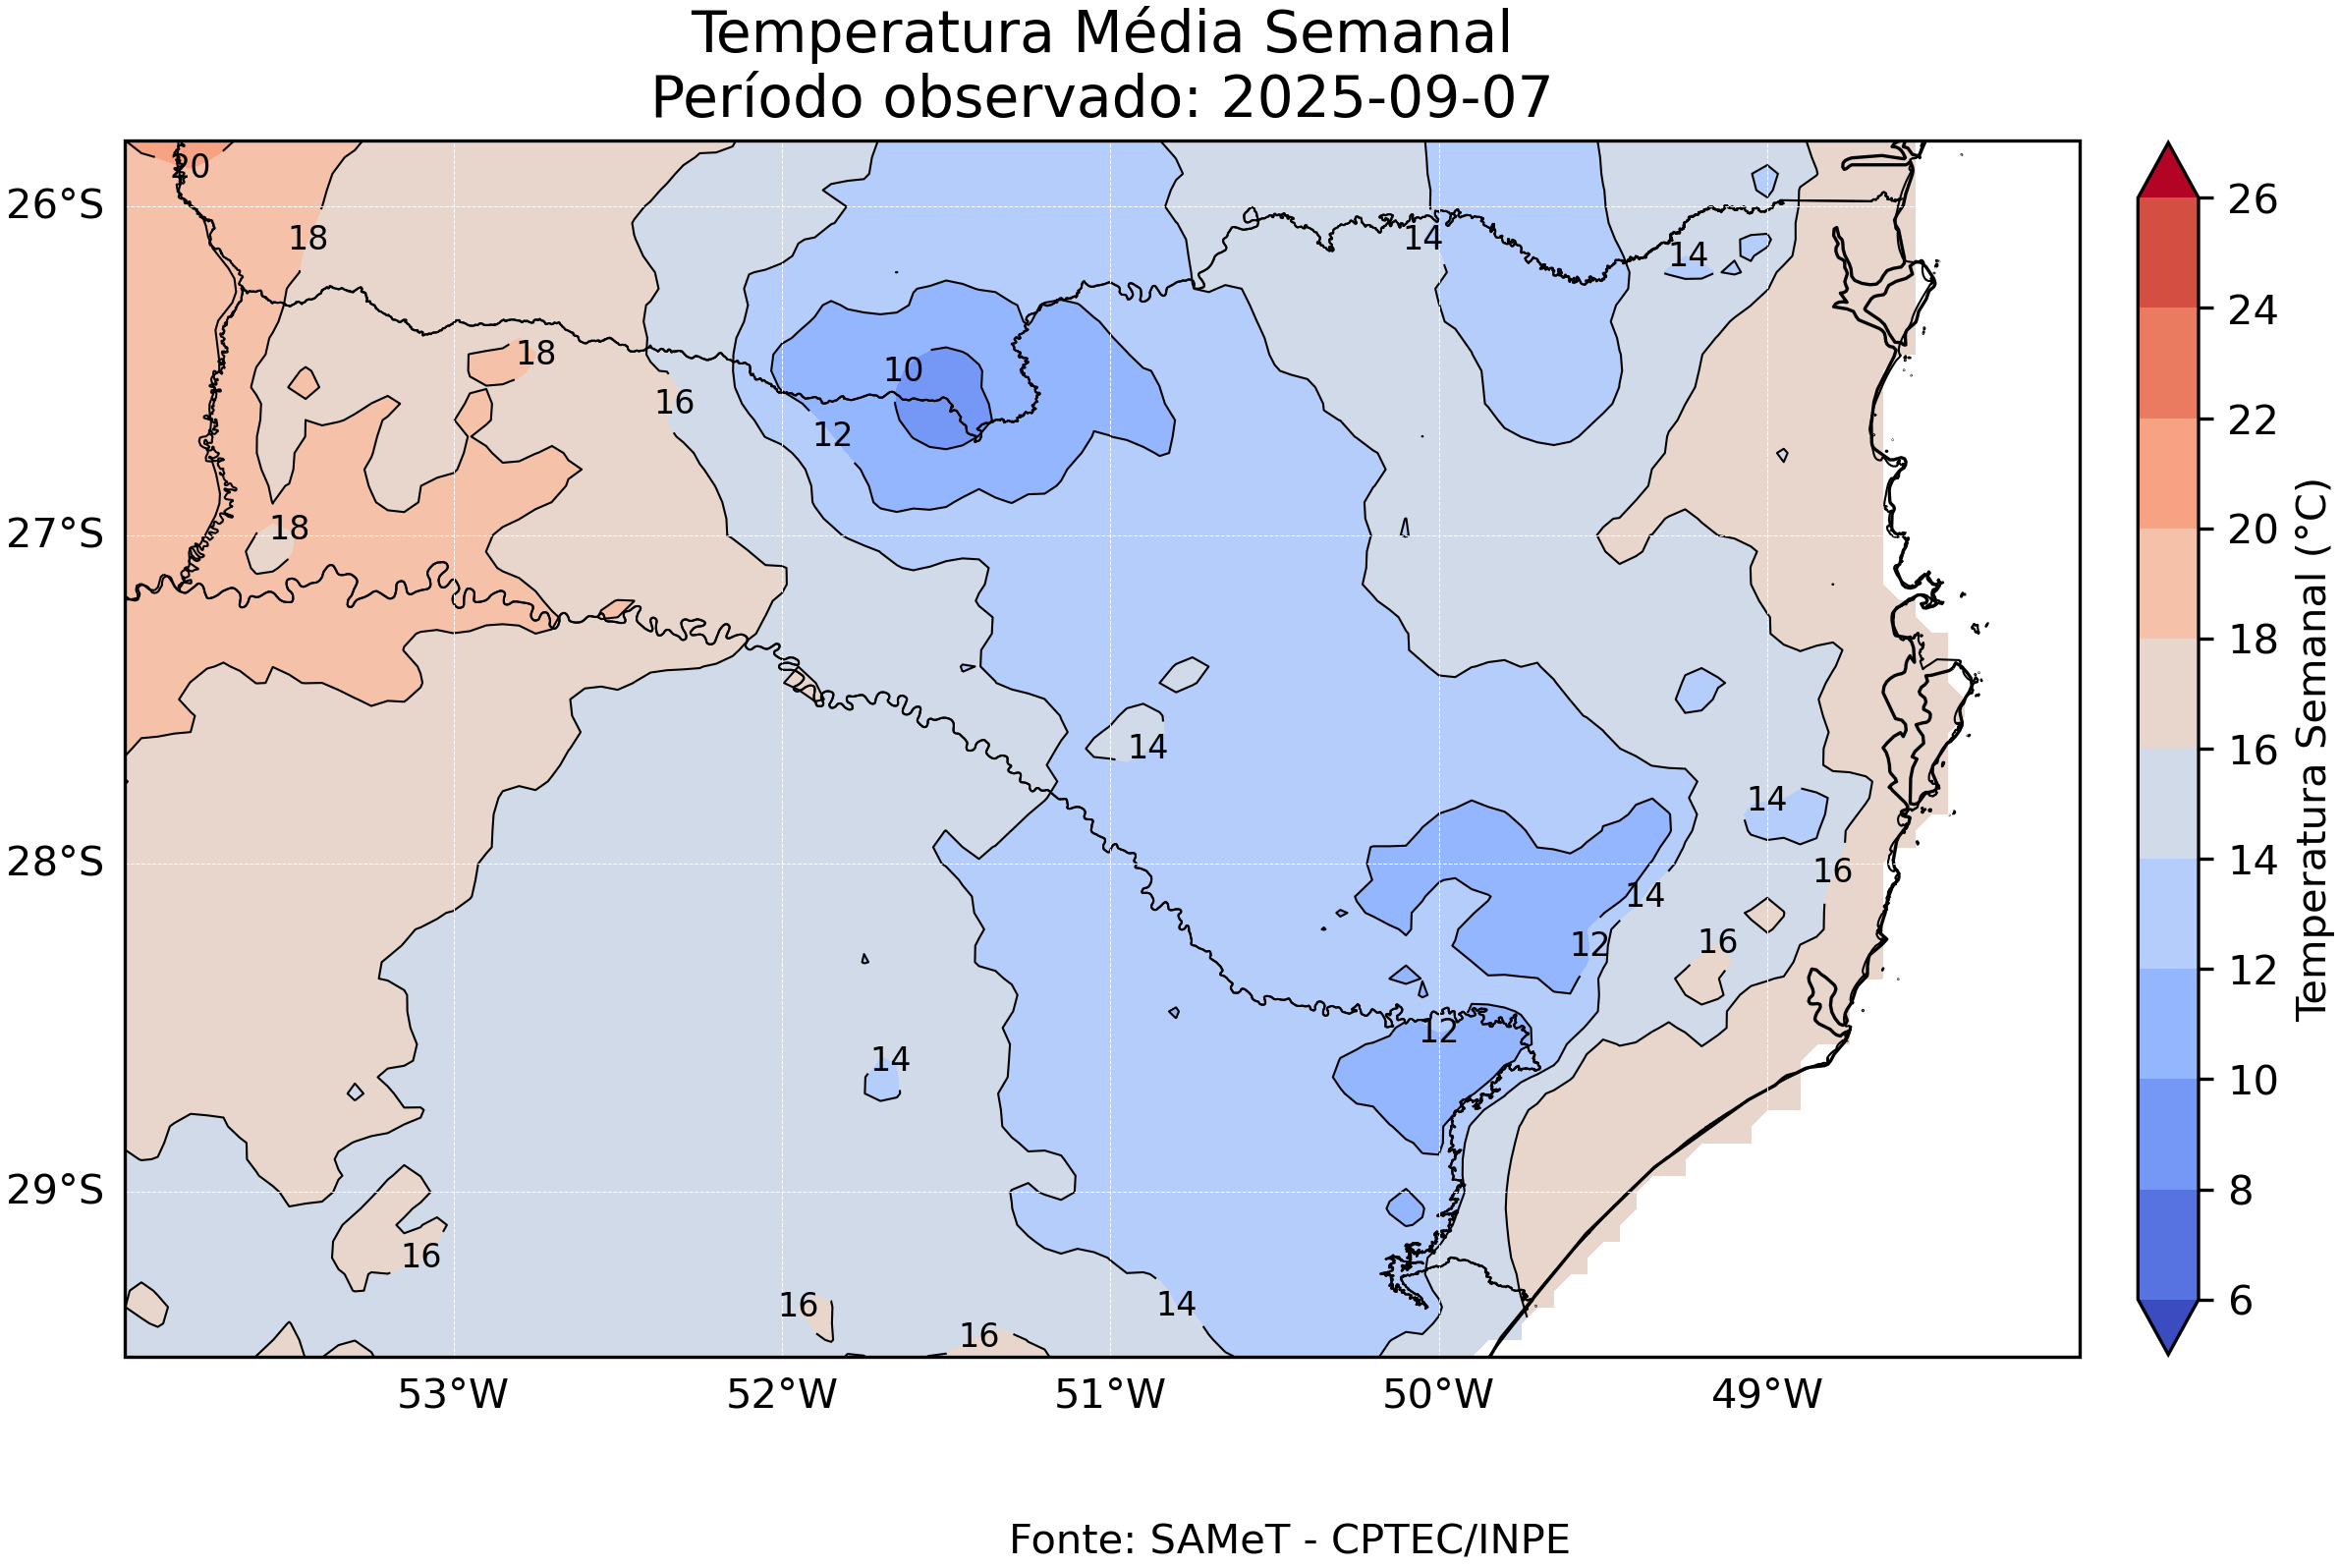 Temperatura Média Semanal
Período observado: 2025-09-07
26°S
27°S
28°S
29°S
53°W
52°W
51°W
50°W
49°W
20
18
14
14
18
10
16
12
18
14
14
16
14
12
16
12
14
16
16
14
16
26
24
22
20
18
16
14
12
10
8
6
Temperatura Semanal (°C)
Fonte: SAMeT - CPTEC/INPE